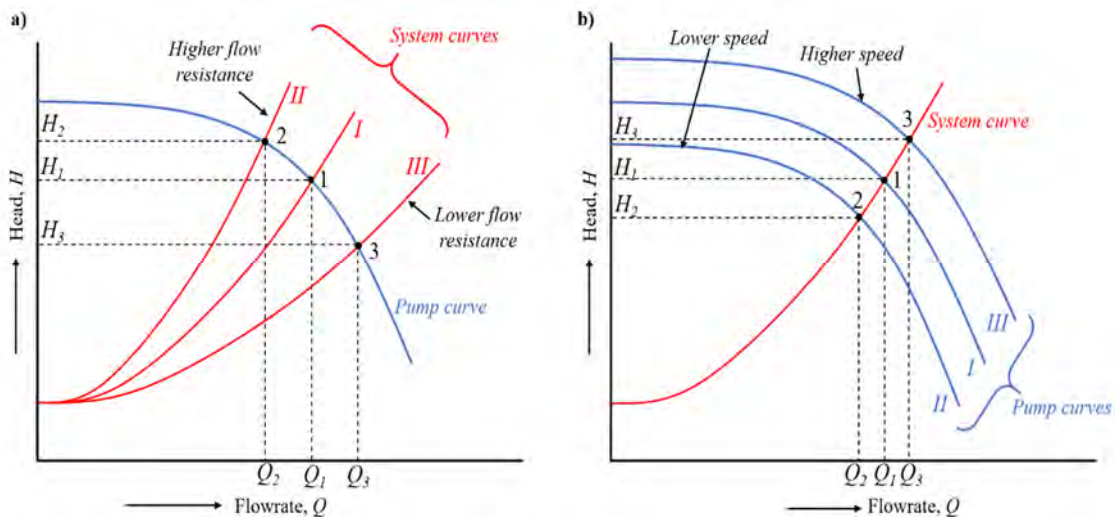 a)
System curves
Higher flow
resistance
II
I
III
H2
2
H1
1
Lower flow
resistance
H3
3
Head, H
Pump curve
Q2 Q1 Q3
Flowrate, Q
b)
Lower speed
Higher speed
3
System curve
H3
H1
1
H2
2
Head, H
III
I
II
Pump curves
Q2 Q1 Q3
Flowrate, Q